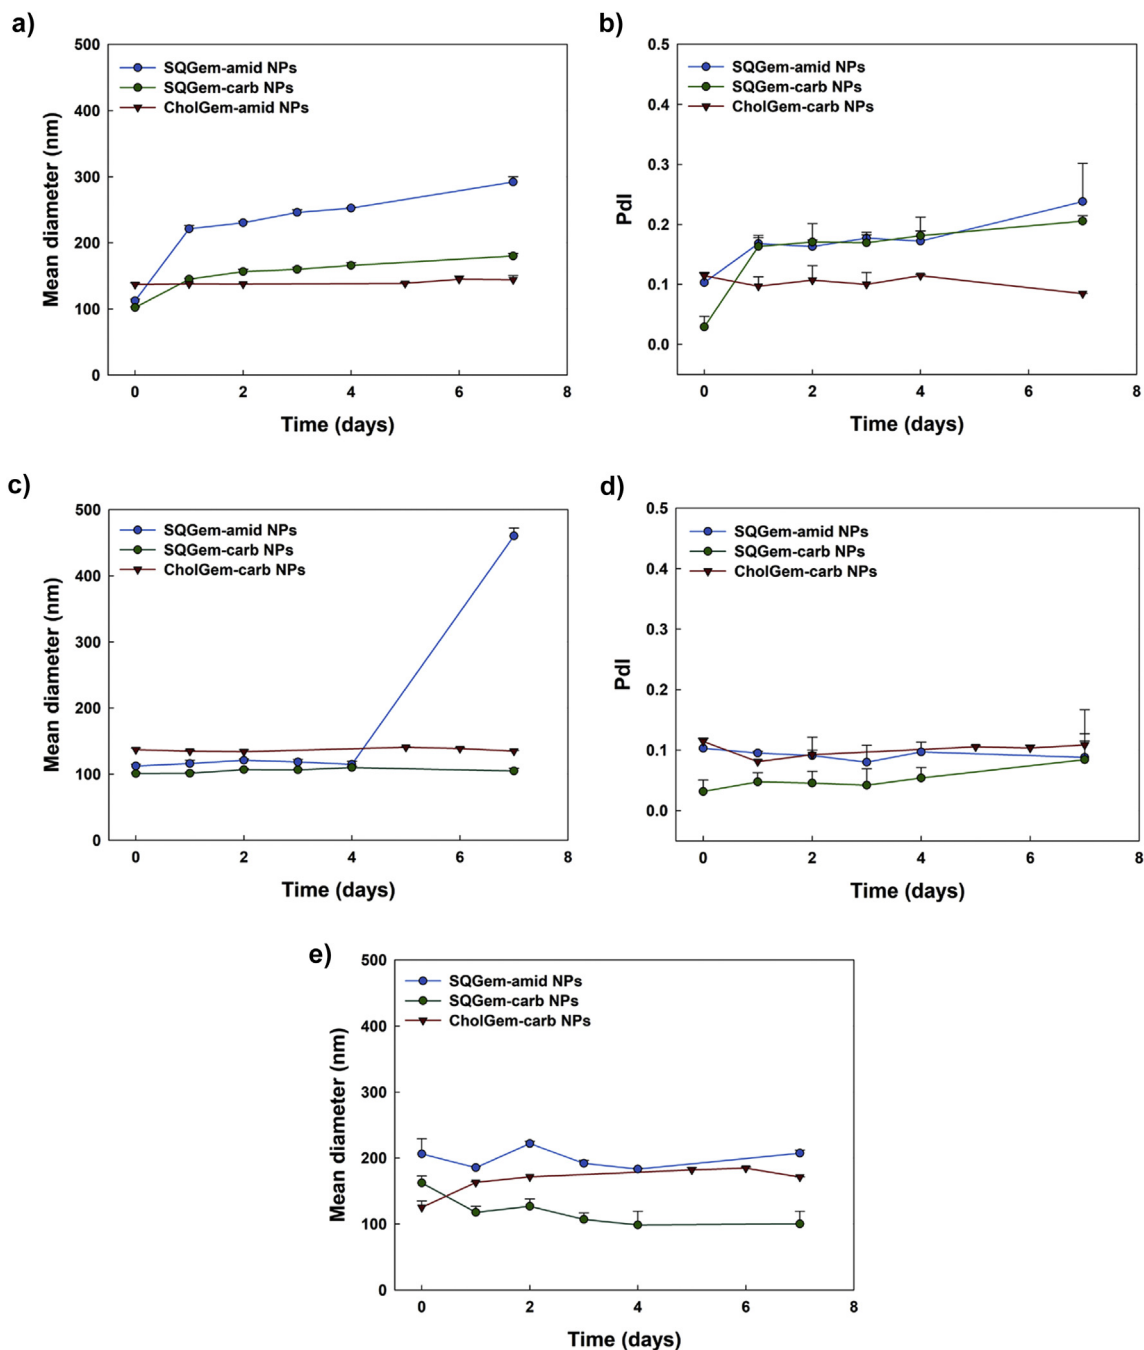 a)
500
400
300
200
100
0
Mean diameter (nm)
SQGem-amid NPs
SQGem-carb NPs
CholGem-amid NPs
0 2 4 6 8
Time (days)
b)
0.5
0.4
0.3
0.2
0.1
0.0
PdI
SQGem-amid NPs
SQGem-carb NPs
CholGem-carb NPs
0 2 4 6 8
Time (days)
c)
500
400
300
200
100
0
Mean diameter (nm)
SQGem-amid NPs
SQGem-carb NPs
CholGem-carb NPs
0 2 4 6 8
Time (days)
d)
0.5
0.4
0.3
0.2
0.1
0.0
PdI
SQGem-amid NPs
SQGem-carb NPs
CholGem-carb NPs
0 2 4 6 8
Time (days)
e)
500
400
300
200
100
0
Mean diameter (nm)
SQGem-amid NPs
SQGem-carb NPs
CholGem-carb NPs
0 2 4 6 8
Time (days)